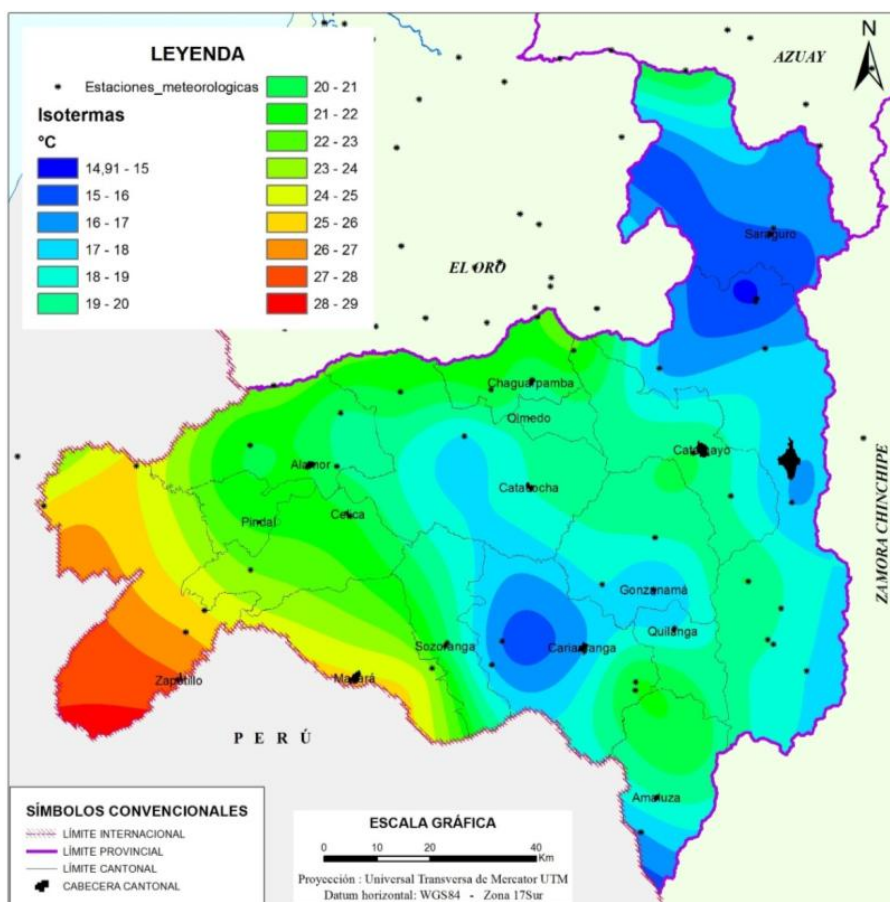 LEYENDA
Estaciones_meteorologicas
Isotermas
°C
14,91 - 15
15 - 16
16 - 17
17 - 18
18 - 19
19 - 20
20 - 21
21 - 22
22 - 23
23 - 24
24 - 25
25 - 26
26 - 27
27 - 28
28 - 29
N
AZUAY
Saraguro
EL ORO
ZAMORA CHINCHIPE
Chaguarpamba
Olmedo
Catamayo
Alamor
Catacocha
Pindal
Celica
Gonzanamá
Quilanga
Sozoranga
Cariamanga
Zapotillo
Macará
PERÚ
Amaluza
SÍMBOLOS CONVENCIONALES
LÍMITE INTERNACIONAL
LÍMITE PROVINCIAL
LÍMITE CANTONAL
CABECERA CANTONAL
ESCALA GRÁFICA
0 10 20 40
Km
Proyección : Universal Transversa de Mercator UTM
Datum horizontal: WGS84 - Zona 17Sur